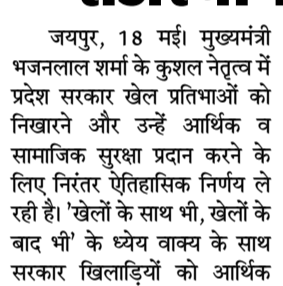 जयपुर, 18 मई। मुख्यमंत्री
भजनलाल शर्मा के कुशल नेतृत्व में
प्रदेश सरकार खेल प्रतिभाओं को
निखारने और उन्हें आर्थिक व
सामाजिक सुरक्षा प्रदान करने के
लिए निरंतर ऐतिहासिक निर्णय ले
रही है। 'खेलों के साथ भी, खेलों के
बाद भी' के ध्येय वाक्य के साथ
सरकार खिलाड़ियों को आर्थिक